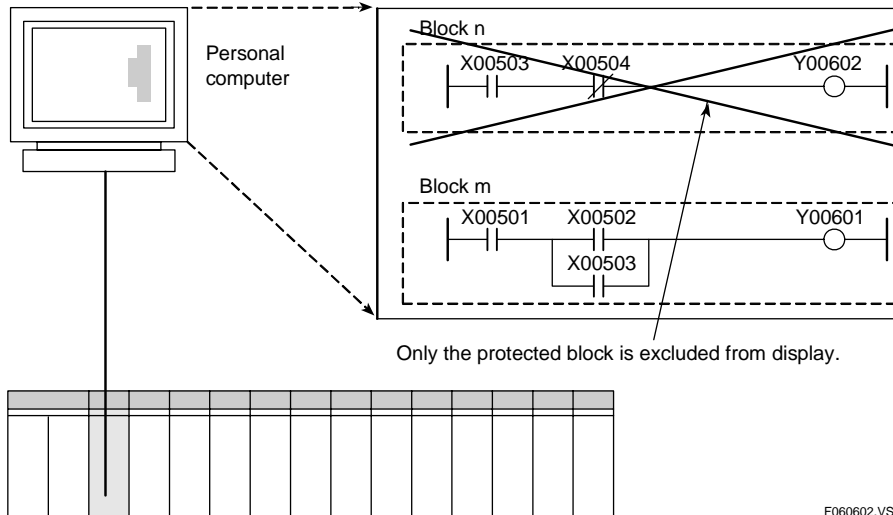 Block n
X00503 X00504 Y00602
Personal
computer
Block m
X00501 X00502 Y00601
X00503
Only the protected block is excluded from display.
F060602.VS